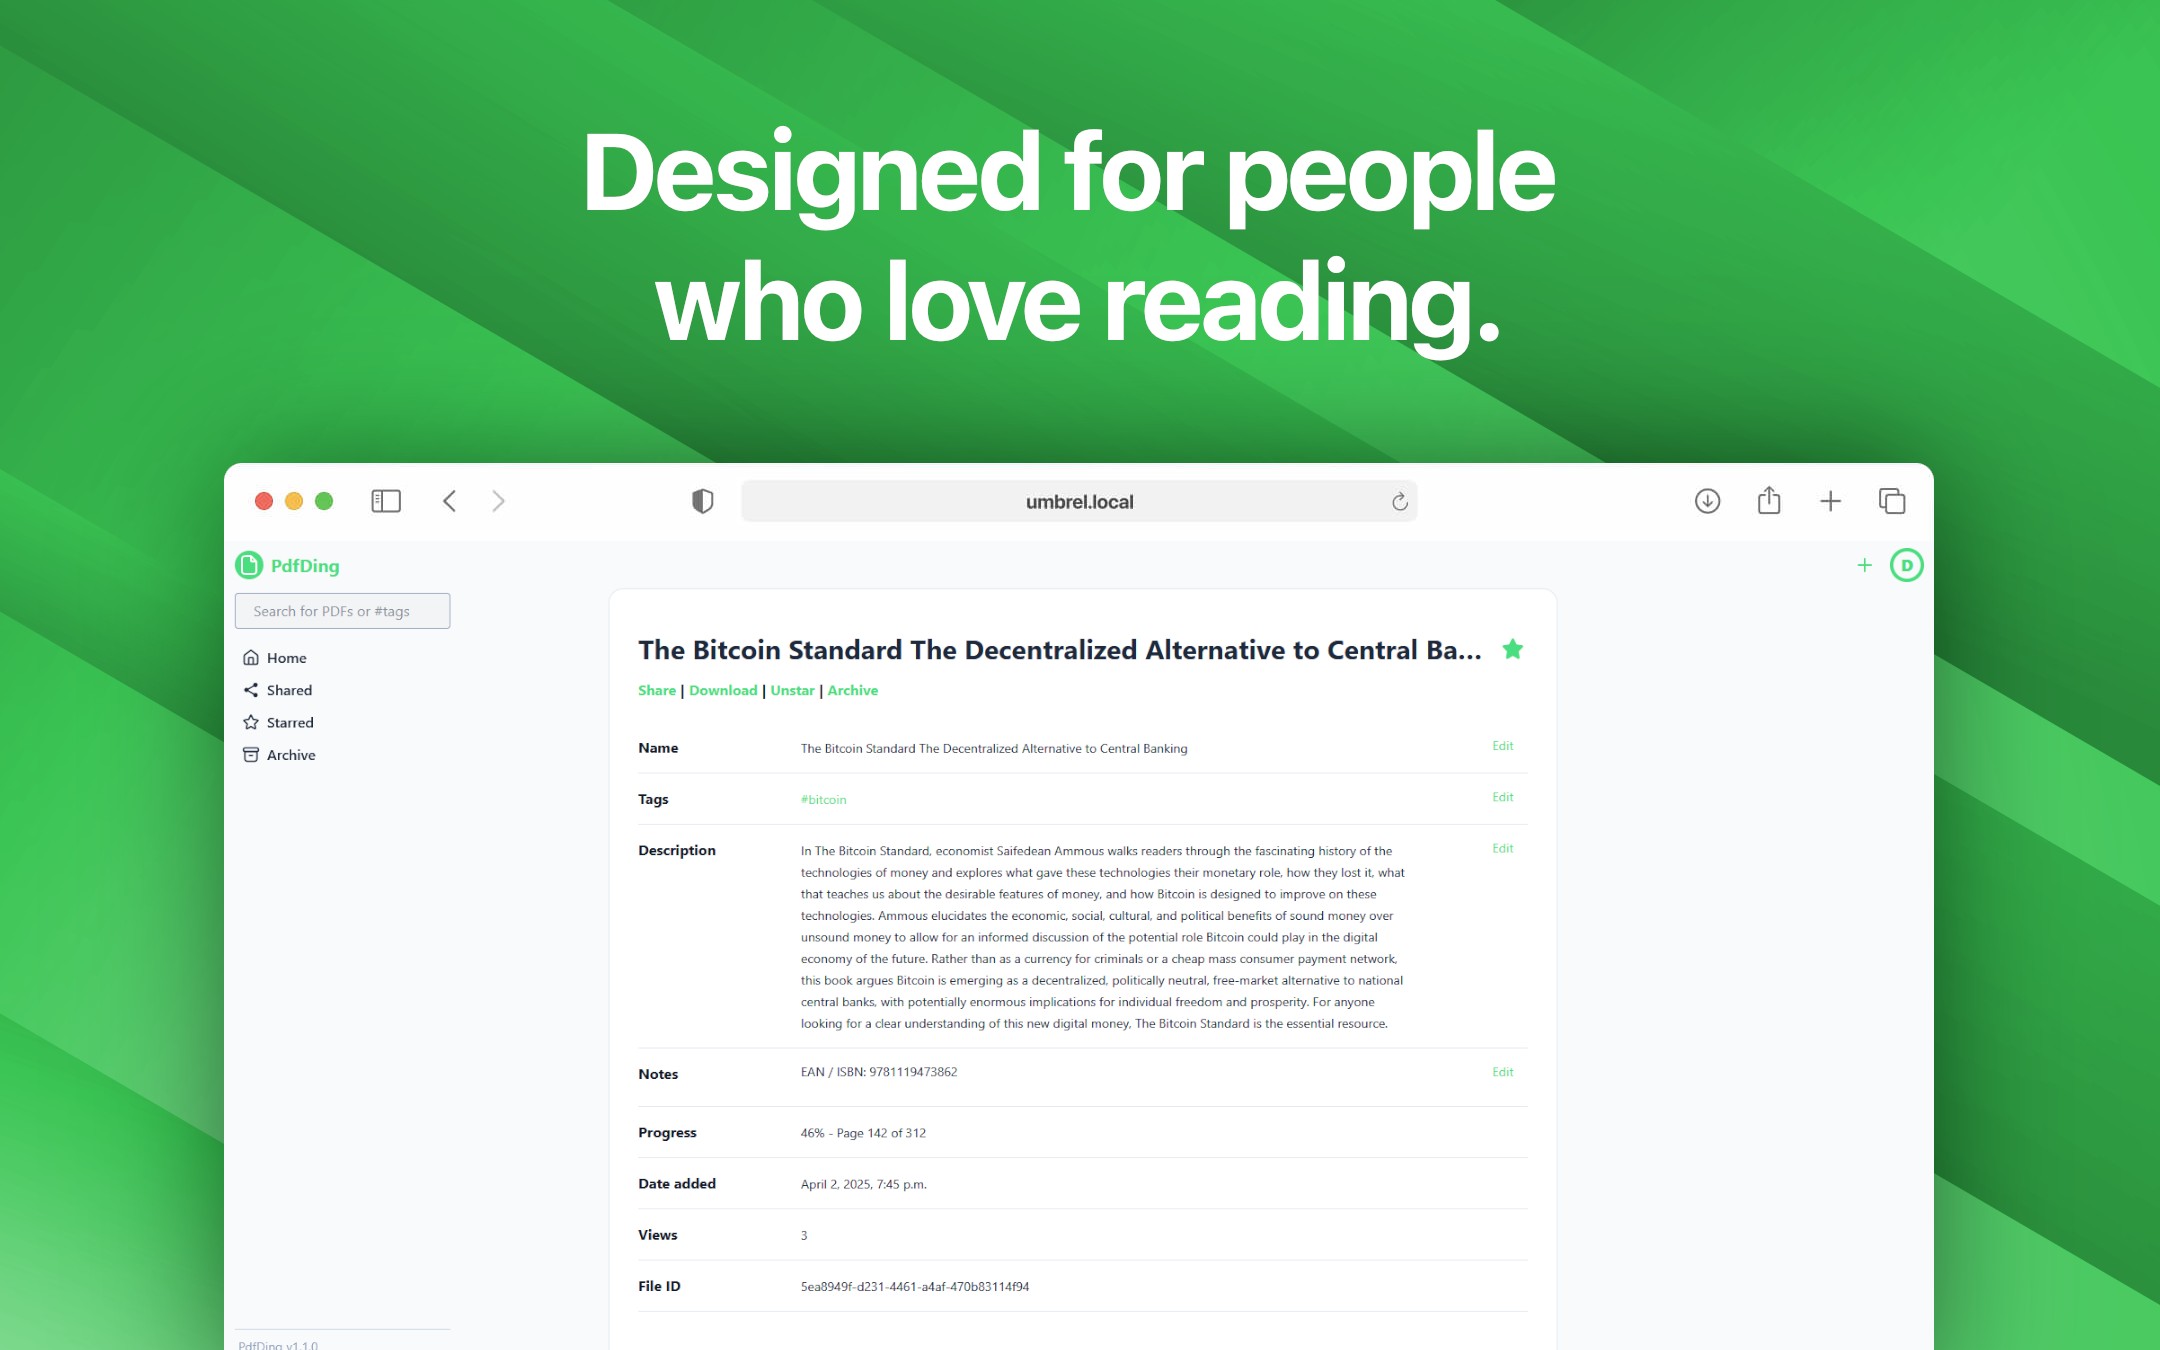 Designed for people
who love reading.
umbrel.local
PdfDing
D
Search for PDFs or #tags
Home
Shared
Starred
Archive
The Bitcoin Standard The Decentralized Alternative to Central Ba...
Share | Download | Unstar | Archive
Name
The Bitcoin Standard The Decentralized Alternative to Central Banking
Edit
Tags
#bitcoin
Edit
Description
In The Bitcoin Standard, economist Saifedean Ammous walks readers through the fascinating history of the
technologies of money and explores what gave these technologies their monetary role, how they lost it, what
that teaches us about the desirable features of money, and how Bitcoin is designed to improve on these
technologies. Ammous elucidates the economic, social, cultural, and political benefits of sound money over
unsound money to allow for an informed discussion of the potential role Bitcoin could play in the digital
economy of the future. Rather than as a currency for criminals or a cheap mass consumer payment network,
this book argues Bitcoin is emerging as a decentralized, politically neutral, free-market alternative to national
central banks, with potentially enormous implications for individual freedom and prosperity. For anyone
looking for a clear understanding of this new digital money, The Bitcoin Standard is the essential resource.
Edit
Notes
EAN / ISBN: 9781119473862
Edit
Progress
46% - Page 142 of 312
Date added
April 2, 2025, 7:45 p.m.
Views
3
File ID
5ea8949f-d231-4461-a4af-470b83114f94
PdfDing v1.1.0